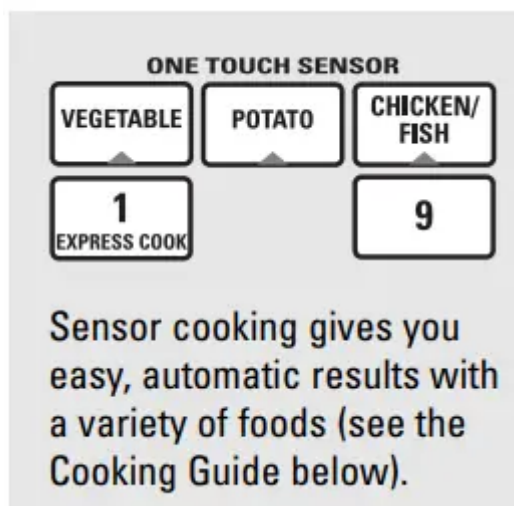 ONE TOUCH SENSOR
VEGETABLE POTATO CHICKEN/
FISH
1 9
EXPRESS COOK
Sensor cooking gives you
easy, automatic results with
a variety of foods (see the
Cooking Guide below).